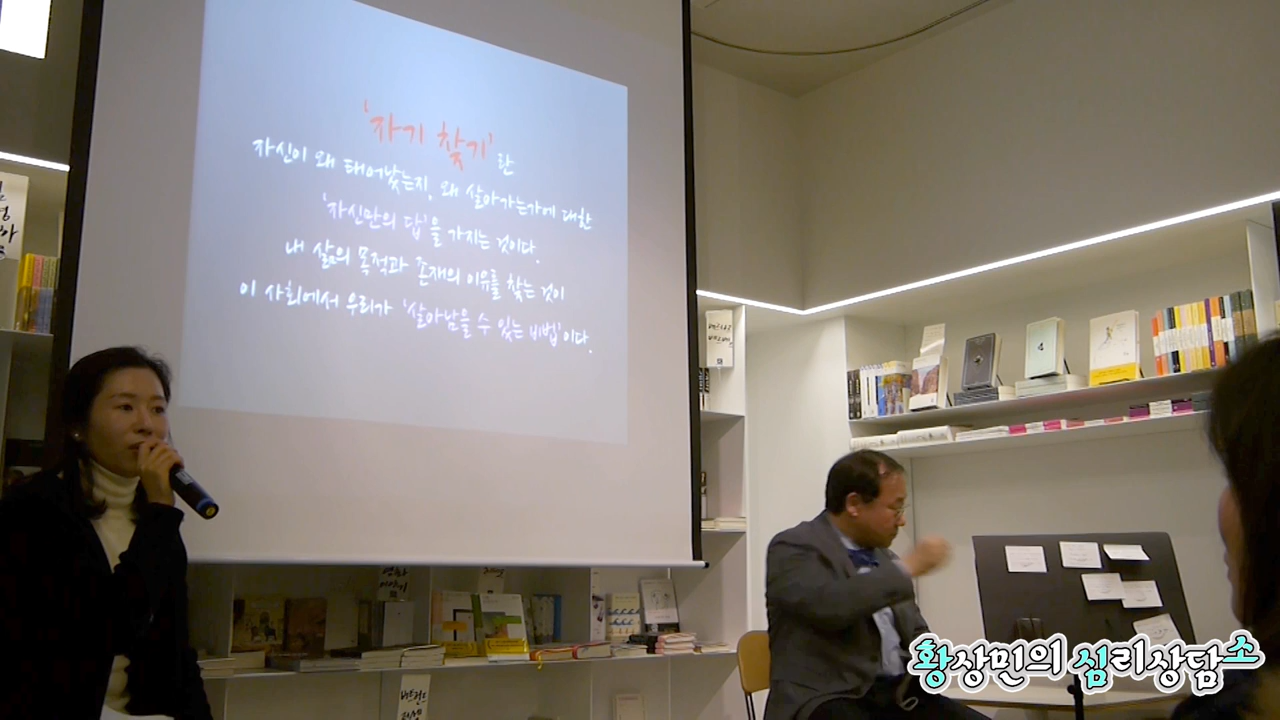 '자기 찾기'란
자신이 왜 태어났는지, 왜 살아가는가에 대한
'자신만의 답'을 가지는 것이다.
내 삶의 목적과 존재의 이유를 찾는 것이
이 사회에서 우리가 '살아남을 수 있는 비법'이다.
황상민의 심리상담소